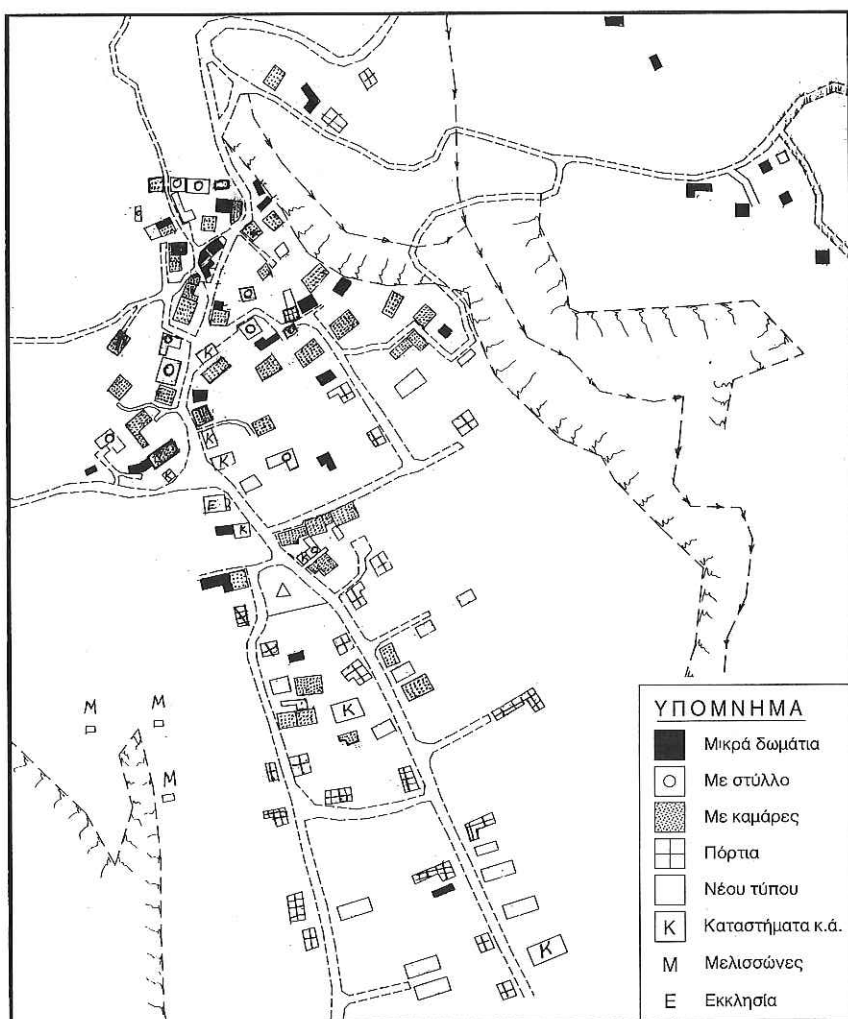 Κ
Κ
Κ
Ε
Κ
Κ
Κ
Μ
Μ
Μ
Κ
ΥΠΟΜΝΗΜΑ
Μικρά δωμάτια
Με στύλλο
Με καμάρες
Πόρτια
Νέου τύπου
Κ Καταστήματα κ.ά.
Μ Μελισσώνες
Ε Εκκλησία